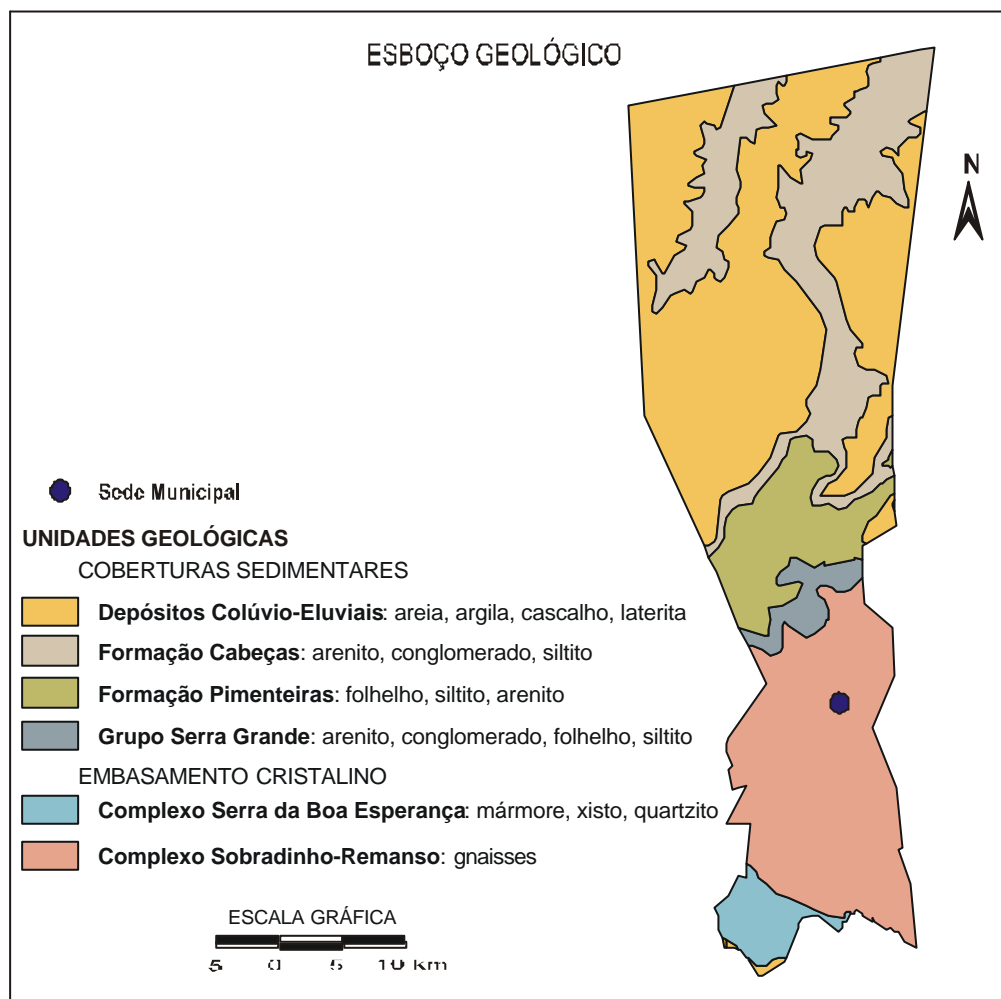 ESBOÇO GEOLÓGICO
N
Sede Municipal
UNIDADES GEOLÓGICAS
COBERTURAS SEDIMENTARES
Depósitos Colúvio-Eluviais: areia, argila, cascalho, laterita
Formação Cabeças: arenito, conglomerado, siltito
Formação Pimenteiras: folhelho, siltito, arenito
Grupo Serra Grande: arenito, conglomerado, folhelho, siltito
EMBASAMENTO CRISTALINO
Complexo Serra da Boa Esperança: mármore, xisto, quartzito
Complexo Sobradinho-Remanso: gnaisses
ESCALA GRÁFICA
5 0 5 10 km